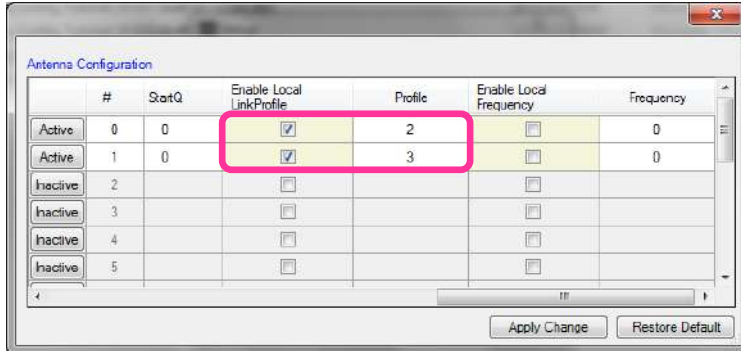 Antenna Configuration
# StartQ Enable Local LinkProfile Profile Enable Local Frequency Frequency
Active 0 0 2 0
Active 1 0 3 0
Inactive 2
Inactive 3
Inactive 4
Inactive 5
Apply Change Restore Default